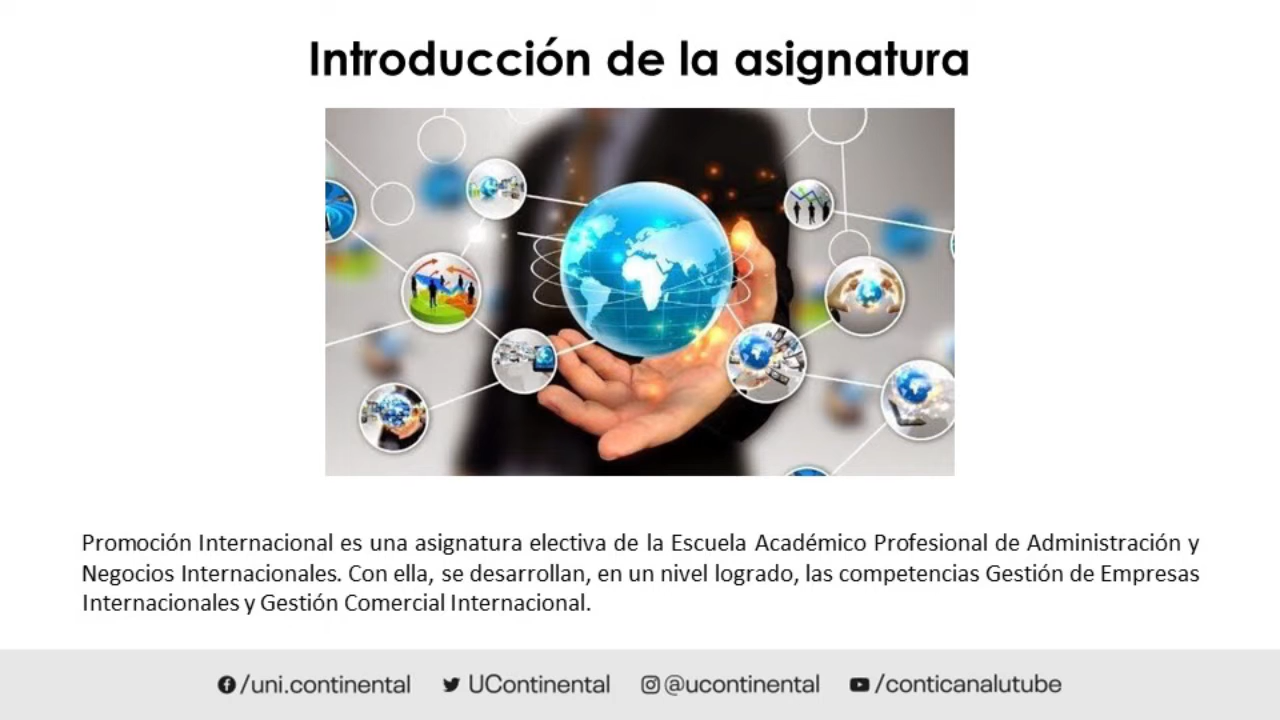 Introducción de la asignatura
Promoción Internacional es una asignatura electiva de la Escuela Académico Profesional de Administración y
Negocios Internacionales. Con ella, se desarrollan, en un nivel logrado, las competencias Gestión de Empresas
Internacionales y Gestión Comercial Internacional.
/uni.continental UContinental @ucontinental /conticanalutube